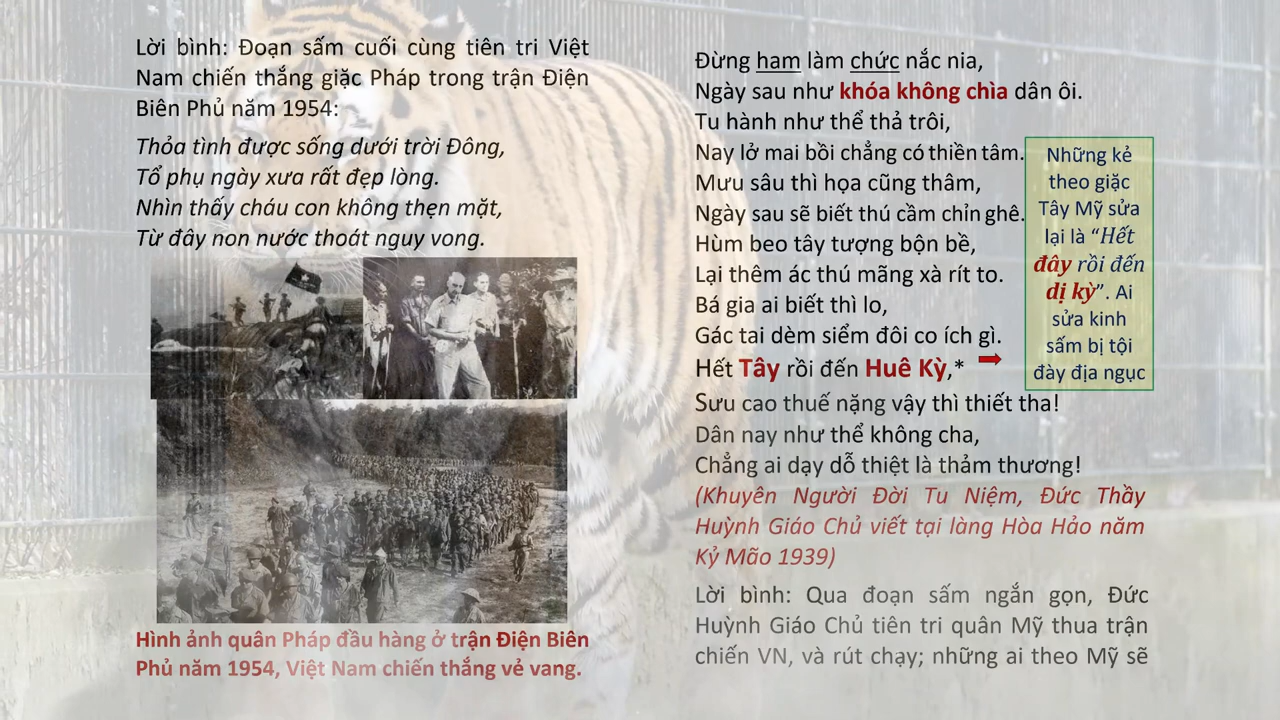 Lời bình: Đoạn sấm cuối cùng tiên tri Việt
Nam chiến thắng giặc Pháp trong trận Điện
Biên Phủ năm 1954:
Thỏa tình được sống dưới trời Đông,
Tổ phụ ngày xưa rất đẹp lòng.
Nhìn thấy cháu con không thẹn mặt,
Từ đây non nước thoát nguy vong.
Hình ảnh quân Pháp đầu hàng ở trận Điện Biên
Phủ năm 1954, Việt Nam chiến thắng vẻ vang.
Đừng ham làm chức nắc nia,
Ngày sau như khóa không chìa dân ôi.
Tu hành như thể thả trôi,
Nay lở mai bồi chẳng có thiền tâm.
Mưu sâu thì họa cũng thâm,
Ngày sau sẽ biết thú cầm chỉn ghê.
Hùm beo tây tượng bộn bề,
Lại thêm ác thú mãng xà rít to.
Bá gia ai biết thì lo,
Gác tai dèm siểm đôi co ích gì.
Hết Tây rồi đến Huê Kỳ,*
Sưu cao thuế nặng vậy thì thiết tha!
Dân nay như thể không cha,
Chẳng ai dạy dỗ thiệt là thảm thương!
(Khuyên Người Đời Tu Niệm, Đức Thầy
Huỳnh Giáo Chủ viết tại làng Hòa Hảo năm
Kỷ Mão 1939)
Lời bình: Qua đoạn sấm ngắn gọn, Đức
Huỳnh Giáo Chủ tiên tri quân Mỹ thua trận
chiến VN, và rút chạy; những ai theo Mỹ sẽ
Những kẻ
theo giặc
Tây Mỹ sửa
lại là “Hết
đây rồi đến
dị kỳ”. Ai
sửa kinh
sấm bị tội
đày địa ngục